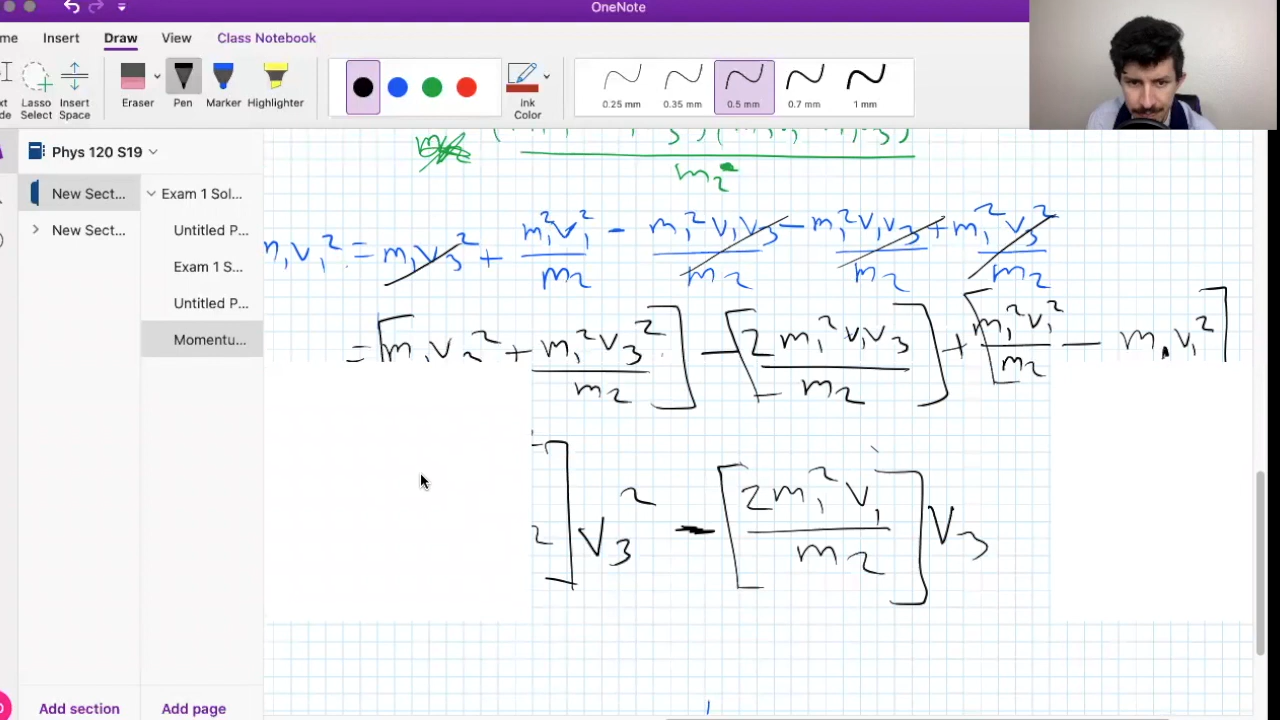 OneNote
me Insert Draw View Class Notebook
Lasso Select Insert Space Eraser Pen Marker Highlighter Ink Color 0.25 mm 0.35 mm 0.5 mm 0.7 mm 1 mm
Phys 120 S19
New Sect... Exam 1 Sol...
New Sect... Untitled P...
Exam 1 S...
Untitled P...
Momentu...
m₂
m₁v₁² = m₁v₃² + m₁²v₁²/m₂ - m₁²v₁v₃/m₂ - m₁²v₁v₃/m₂ + m₁²v₃²/m₂
= [m₁v₃² + m₁²v₃²/m₂] - [2m₁²v₁v₃/m₂] + [m₁²v₁²/m₂ - m₁v₁²]
2] v₃² - [2m₁²v₁/m₂] v₃
Add section Add page